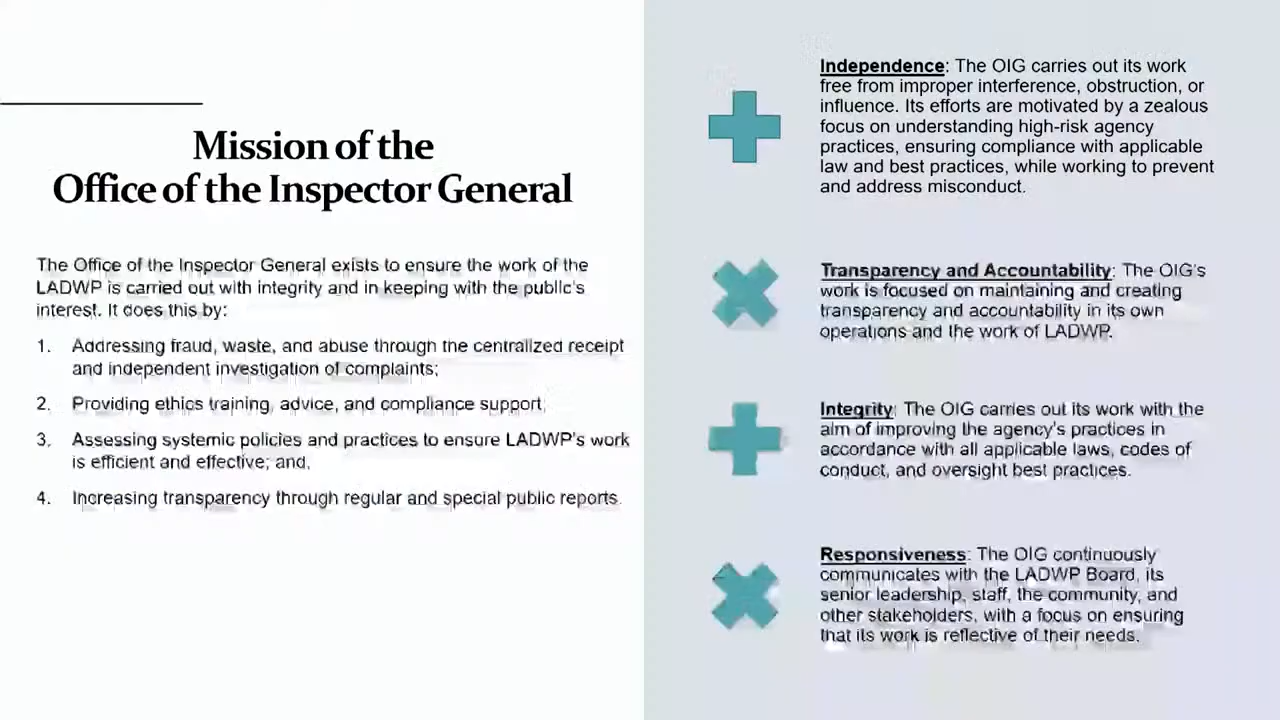 Mission of the
Office of the Inspector General
The Office of the Inspector General exists to ensure the work of the
LADWP is carried out with integrity and in keeping with the public's
interest. It does this by:
1. Addressing fraud, waste, and abuse through the centralized receipt
and independent investigation of complaints;
2. Providing ethics training, advice, and compliance support;
3. Assessing systemic policies and practices to ensure LADWP's work
is efficient and effective; and,
4. Increasing transparency through regular and special public reports.
Independence: The OIG carries out its work
free from improper interference, obstruction, or
influence. Its efforts are motivated by a zealous
focus on understanding high-risk agency
practices, ensuring compliance with applicable
law and best practices, while working to prevent
and address misconduct.
Transparency and Accountability: The OIG's
work is focused on maintaining and creating
transparency and accountability in its own
operations and the work of LADWP.
Integrity: The OIG carries out its work with the
aim of improving the agency's practices in
accordance with all applicable laws, codes of
conduct, and oversight best practices.
Responsiveness: The OIG continuously
communicates with the LADWP Board, its
senior leadership, staff, the community, and
other stakeholders, with a focus on ensuring
that its work is reflective of their needs.